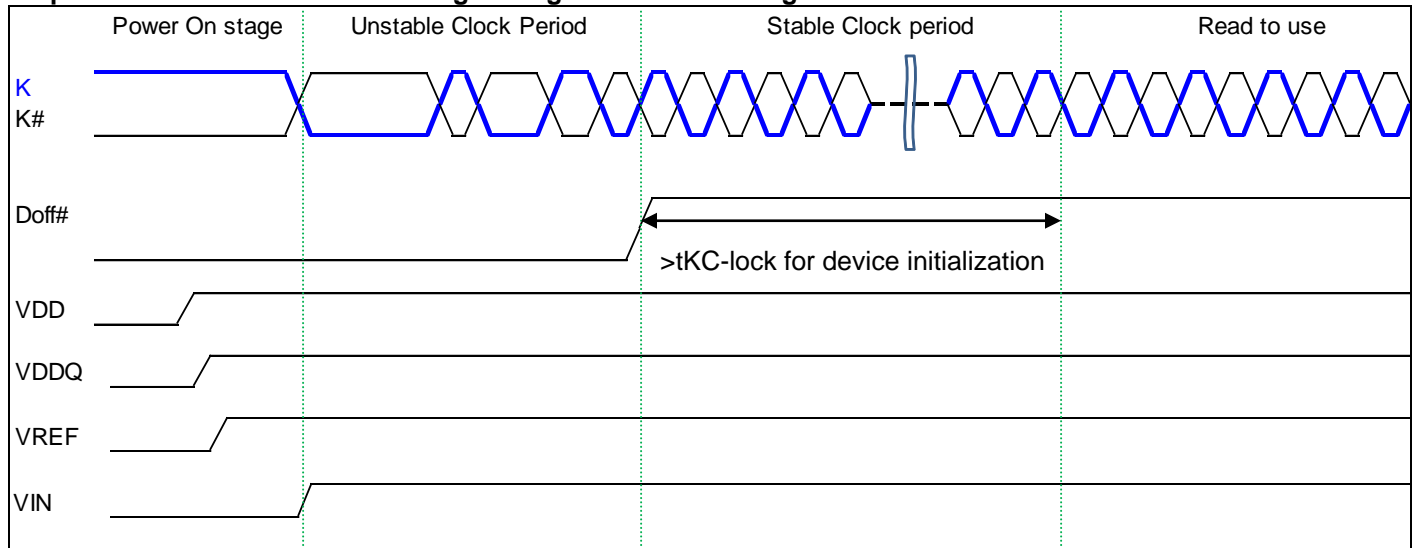 Power On stage
Unstable Clock Period
Stable Clock period
Read to use
K
K#
Doff#
>tKC-lock for device initialization
VDD
VDDQ
VREF
VIN